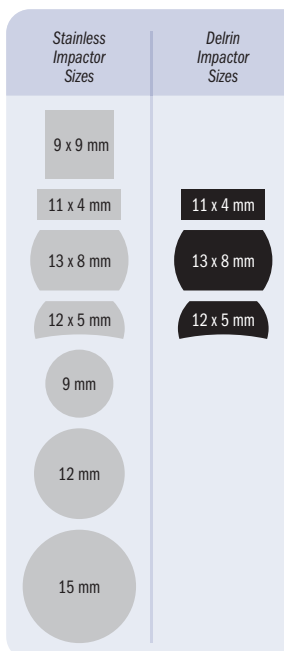 Stainless
Impactor
Sizes
Delrin
Impactor
Sizes
9 x 9 mm
11 x 4 mm
11 x 4 mm
13 x 8 mm
13 x 8 mm
12 x 5 mm
12 x 5 mm
9 mm
12 mm
15 mm